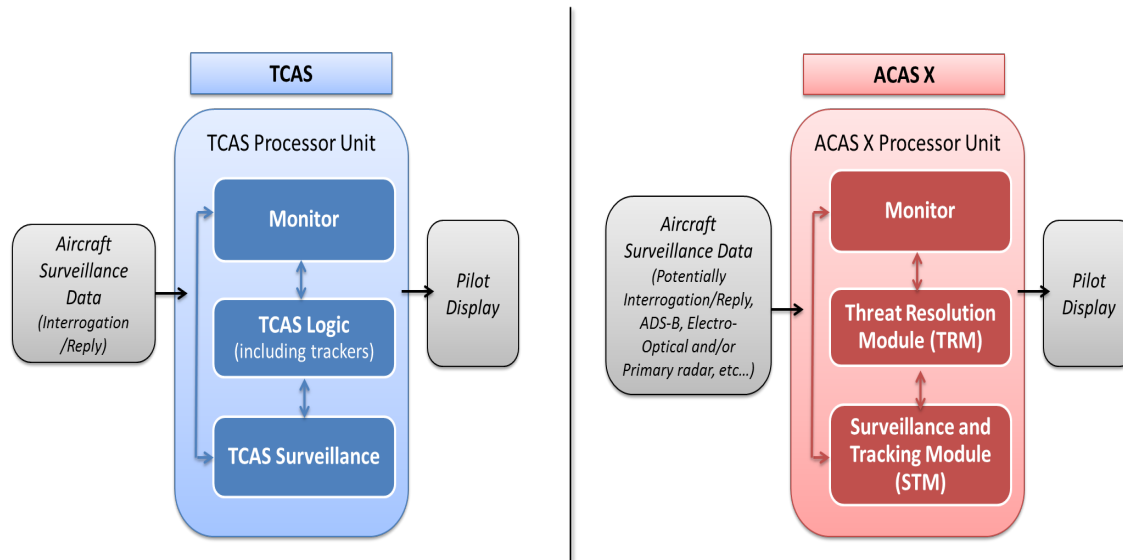 TCAS
TCAS Processor Unit
Monitor
TCAS Logic
(including trackers)
TCAS Surveillance
Aircraft
Surveillance
Data
(Interrogation
/Reply)
Pilot
Display
ACAS X
ACAS X Processor Unit
Monitor
Threat Resolution
Module (TRM)
Surveillance and
Tracking Module
(STM)
Aircraft
Surveillance Data
(Potentially
Interrogation/Reply,
ADS-B, Electro-
Optical and/or
Primary radar, etc...)
Pilot
Display